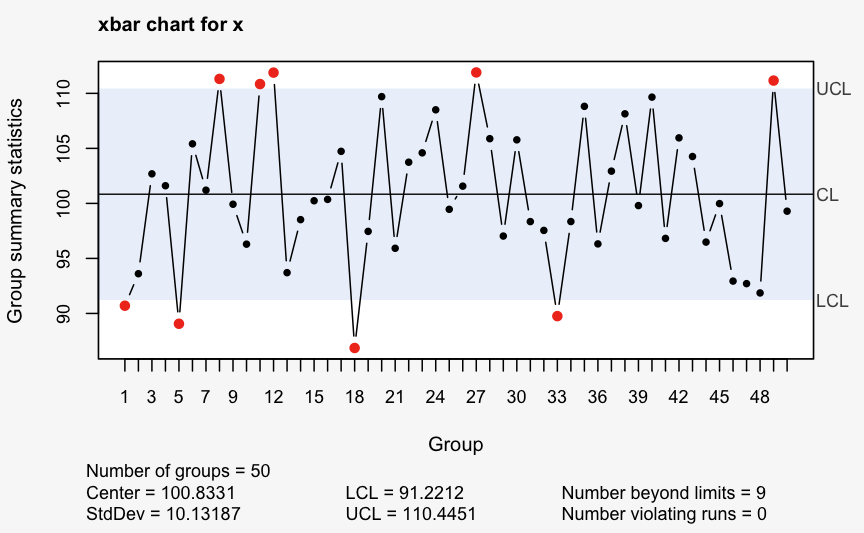 xbar chart for x
Group summary statistics
110
105
100
95
90
UCL
CL
LCL
1 3 5 7 9 12 15 18 21 24 27 30 33 36 39 42 45 48
Group
Number of groups = 50
Center = 100.8331 LCL = 91.2212 Number beyond limits = 9
StdDev = 10.13187 UCL = 110.4451 Number violating runs = 0